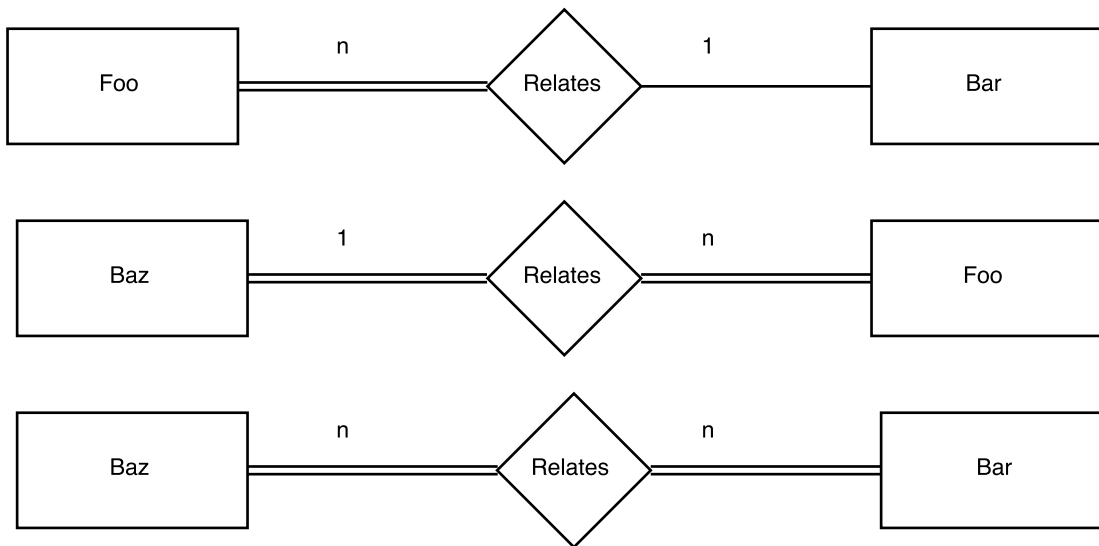 n 1
Foo Relates Bar
1 n
Baz Relates Foo
n n
Baz Relates Bar